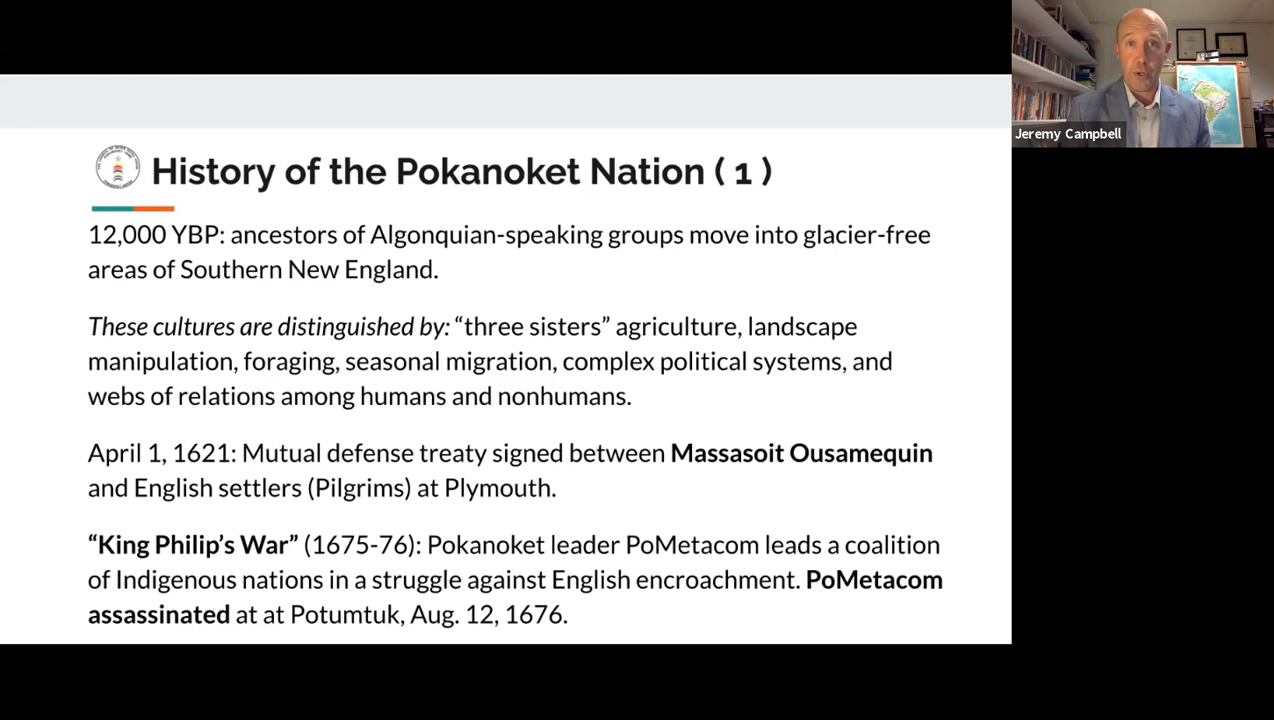 Jeremy Campbell
History of the Pokanoket Nation ( 1 )
12,000 YBP: ancestors of Algonquian-speaking groups move into glacier-free
areas of Southern New England.
These cultures are distinguished by: “three sisters” agriculture, landscape
manipulation, foraging, seasonal migration, complex political systems, and
webs of relations among humans and nonhumans.
April 1, 1621: Mutual defense treaty signed between Massasoit Ousamequin
and English settlers (Pilgrims) at Plymouth.
“King Philip’s War” (1675-76): Pokanoket leader PoMetacom leads a coalition
of Indigenous nations in a struggle against English encroachment. PoMetacom
assassinated at at Potumtuk, Aug. 12, 1676.